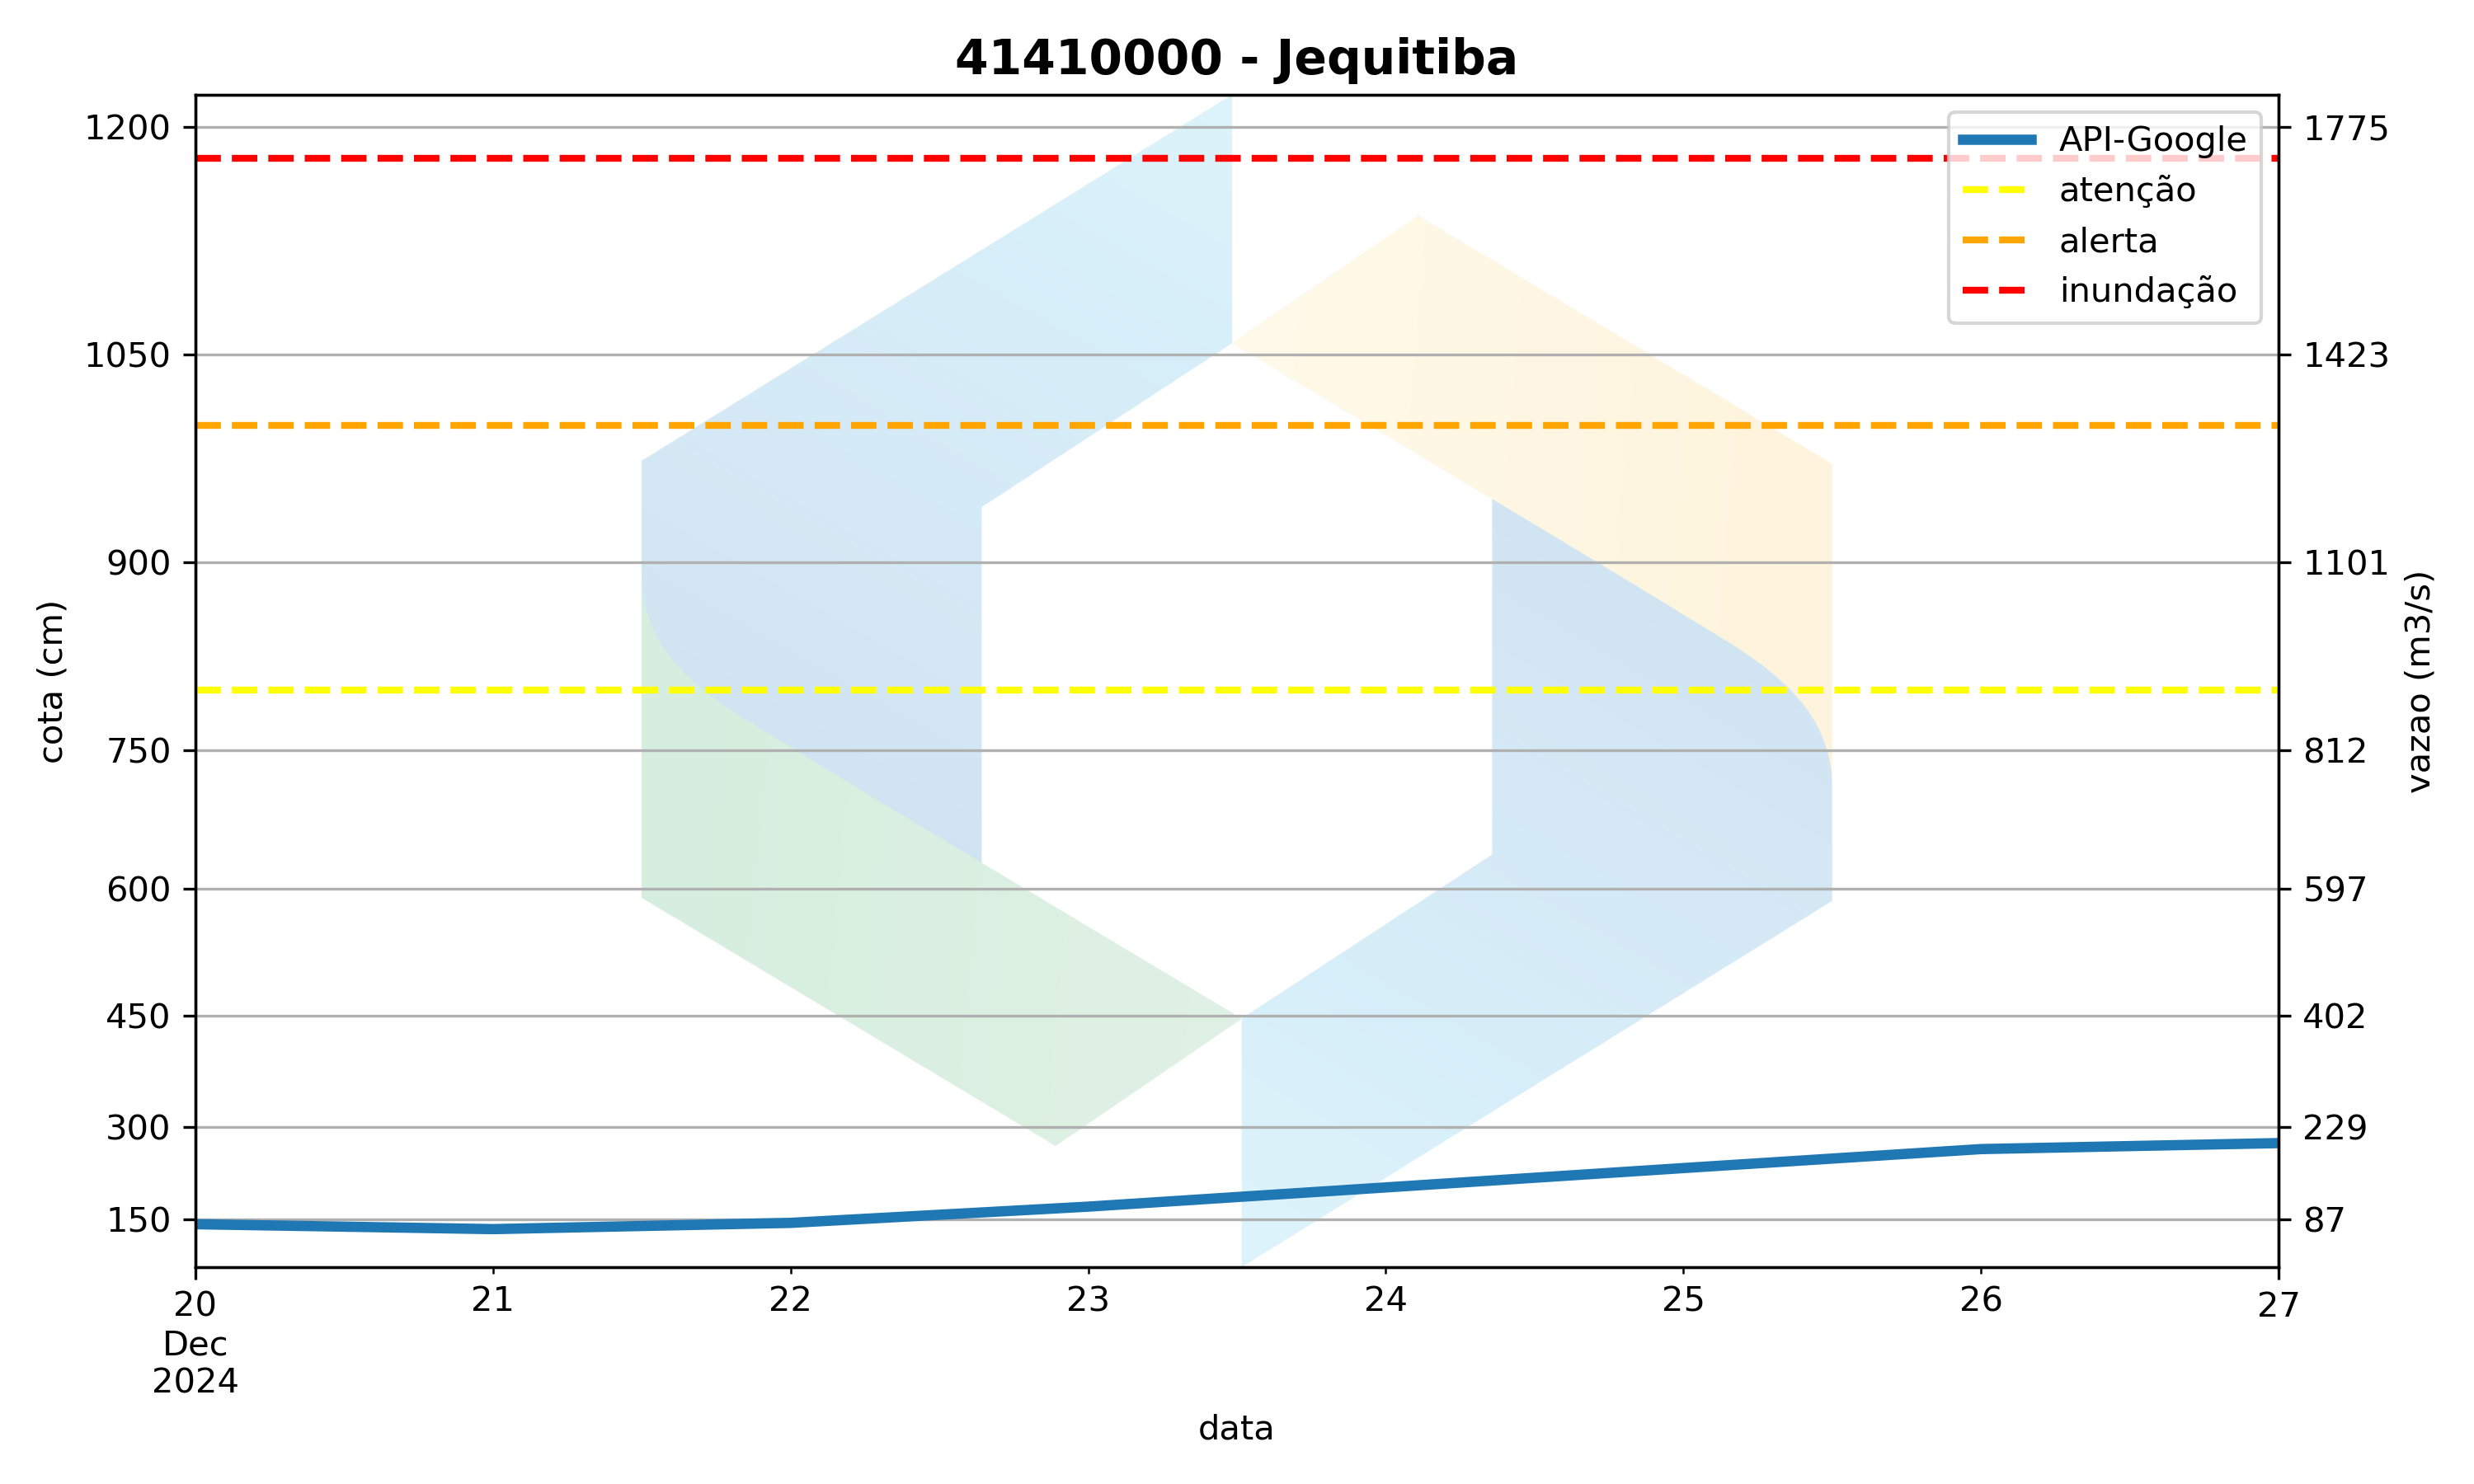 41410000 - Jequitiba
API-Google
atenção
alerta
inundação
cota (cm)
1200
1050
900
750
600
450
300
150
1775
1423
1101
812
597
402
229
87
vazao (m3/s)
20 21 22 23 24 25 26 27
Dec
2024
data